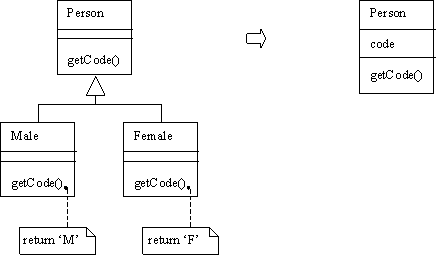 Person
getCode()
Person
code
getCode()
Male
getCode()
Female
getCode()
return ‘M’
return ‘F’